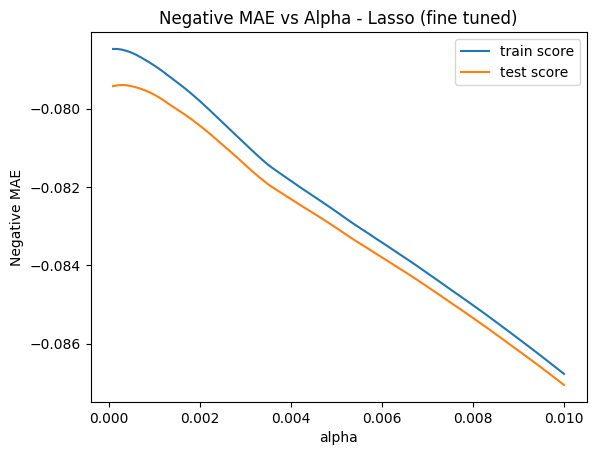 Negative MAE vs Alpha - Lasso (fine tuned)
train score
test score
−0.080
−0.082
−0.084
−0.086
Negative MAE
0.000 0.002 0.004 0.006 0.008 0.010
alpha